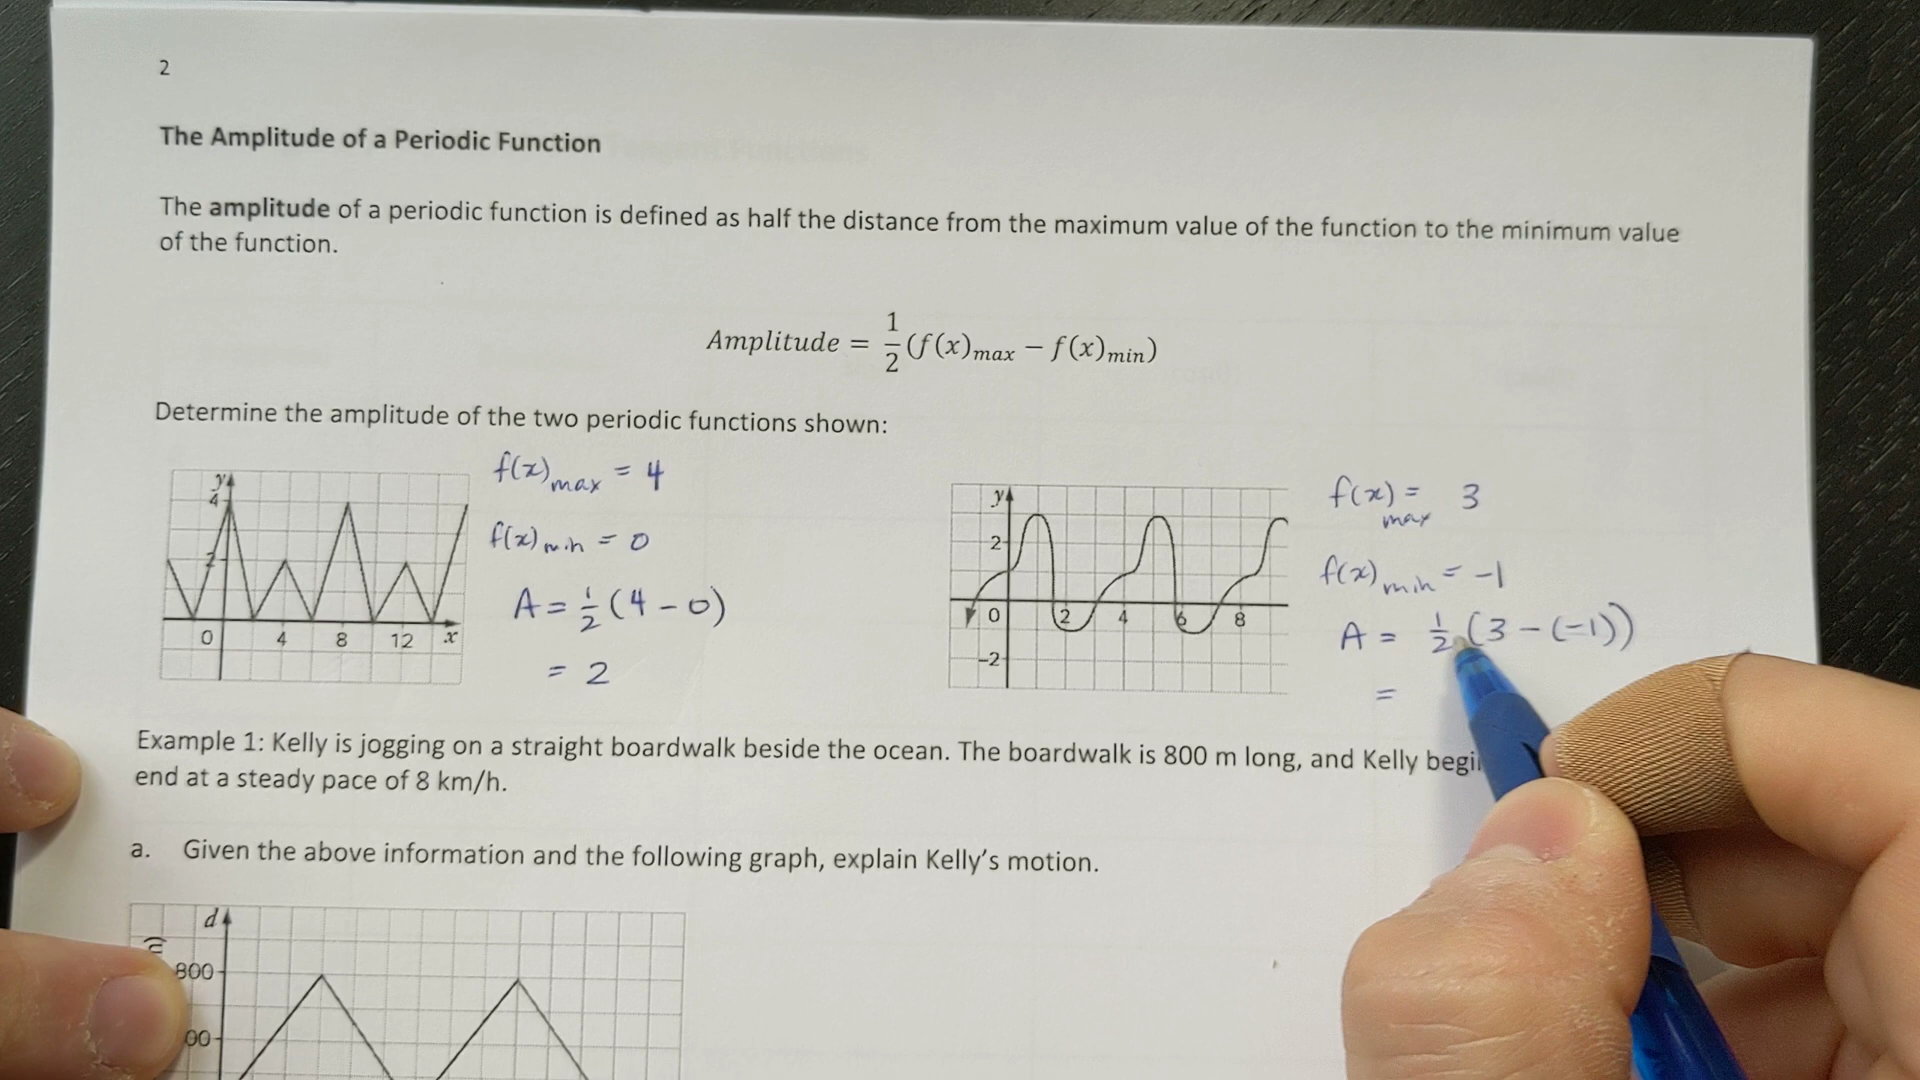 2
The Amplitude of a Periodic Function
The amplitude of a periodic function is defined as half the distance from the maximum value of the function to the minimum value
of the function.
Amplitude = 1/2 (f(x)max − f(x)min)
Determine the amplitude of the two periodic functions shown:
y
4
2
0 4 8 12 x
f(x)max = 4
f(x)min = 0
A = 1/2 (4 − 0)
= 2
y
2
0 2 4 6 8
−2
f(x)max = 3
f(x)min = −1
A = 1/2 (3 − (−1))
=
Example 1: Kelly is jogging on a straight boardwalk beside the ocean. The boardwalk is 800 m long, and Kelly
end at a steady pace of 8 km/h.
a. Given the above information and the following graph, explain Kelly’s motion.
d
800
00